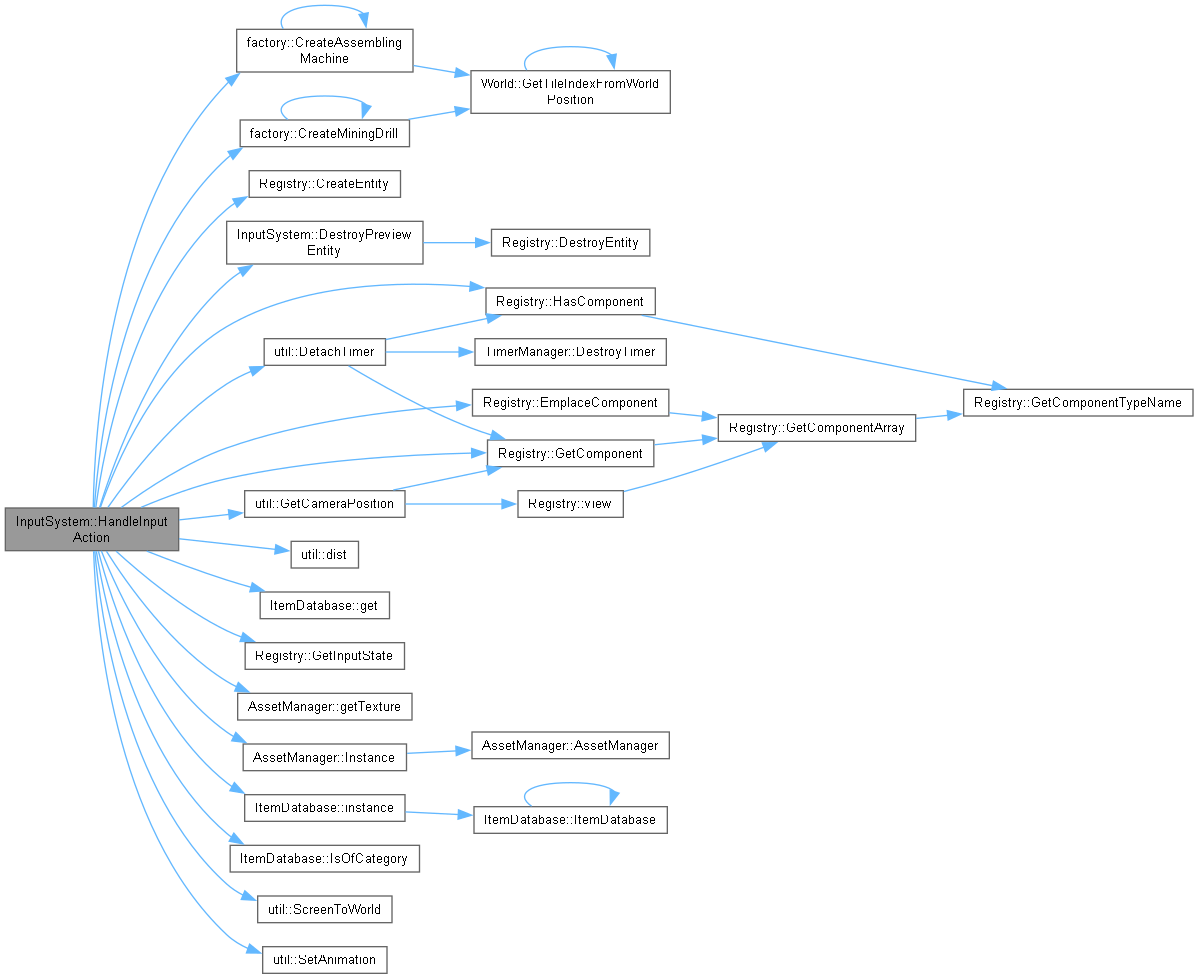 factory::CreateAssembling
Machine
World::GetTileIndexFromWorld
Position
factory::CreateMiningDrill
Registry::CreateEntity
InputSystem::DestroyPreview
Entity
Registry::DestroyEntity
Registry::HasComponent
util::DetachTimer
TimerManager::DestroyTimer
Registry::EmplaceComponent
Registry::GetComponentTypeName
Registry::GetComponentArray
Registry::GetComponent
util::GetCameraPosition
Registry::view
InputSystem::HandleInput
Action
util::dist
ItemDatabase::get
Registry::GetInputState
AssetManager::getTexture
AssetManager::Instance
AssetManager::AssetManager
ItemDatabase::instance
ItemDatabase::ItemDatabase
ItemDatabase::IsOfCategory
util::ScreenToWorld
util::SetAnimation